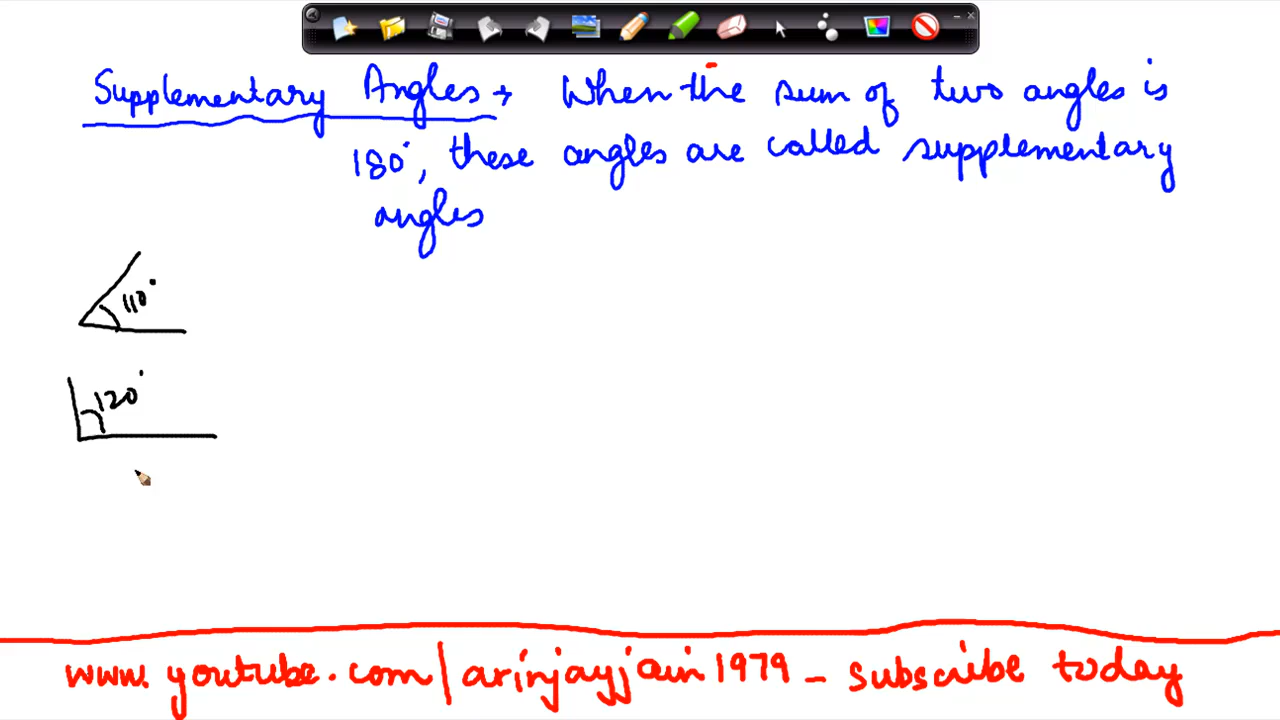 Supplementary Angles → When the sum of two angles is
180°, these angles are called supplementary
angles
110°
120°
www.youtube.com/arinjayjain1979 - subscribe today